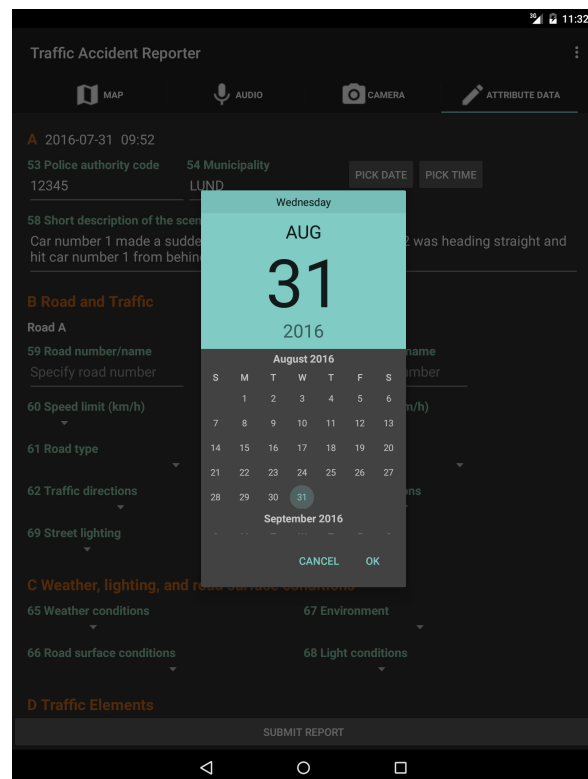 3G 11:32
Traffic Accident Reporter
MAP AUDIO CAMERA ATTRIBUTE DATA
A 2016-07-31 09:52
53 Police authority code 54 Municipality
12345 LUND PICK DATE PICK TIME
58 Short description of the scen
Car number 1 made a sudde 2 was heading straight and
hit car number 1 from behin
B Road and Traffic
Road A
59 Road number/name name
Specify road number mber
60 Speed limit (km/h) m/h)
61 Road type
62 Traffic directions ns
69 Street lighting
C Weather, lighting, and road surface conditions
65 Weather conditions 67 Environment
66 Road surface conditions 68 Light conditions
D Traffic Elements
SUBMIT REPORT
Wednesday
AUG
31
2016
August 2016
S M T W T F S
1 2 3 4 5 6
7 8 9 10 11 12 13
14 15 16 17 18 19 20
21 22 23 24 25 26 27
28 29 30 31
September 2016
CANCEL OK